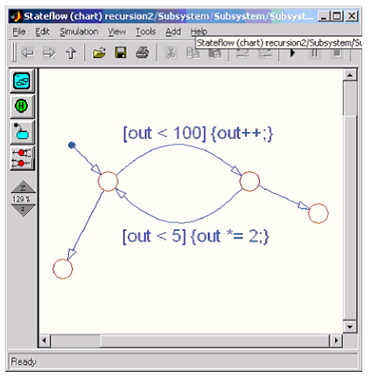 Stateflow (chart) recursion2/Subsystem/Subsystem/Subsyst...
File Edit Simulation View Tools Add Help
Stateflow (chart) recursion2/Subsystem/Subsystem/Su
[out < 100] {out++;}
129 %
[out < 5] {out *= 2;}
Ready